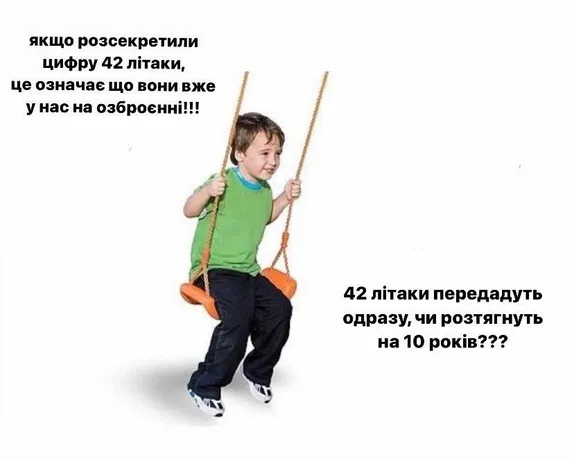 якщо розсекретили
цифру 42 літаки,
це означає що вони вже
у нас на озброєнні!!!
42 літаки передадуть
одразу, чи розтягнуть
на 10 років???